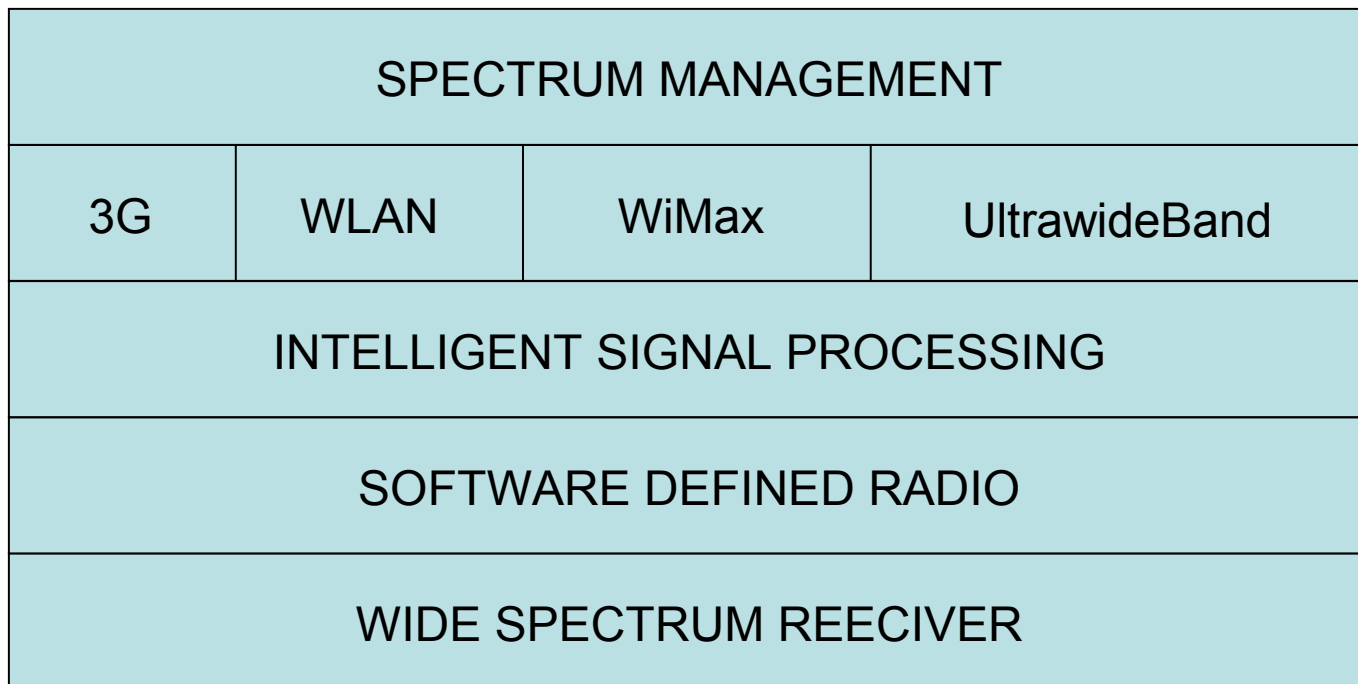 SPECTRUM MANAGEMENT
3G WLAN WiMax UltrawideBand
INTELLIGENT SIGNAL PROCESSING
SOFTWARE DEFINED RADIO
WIDE SPECTRUM REECIVER